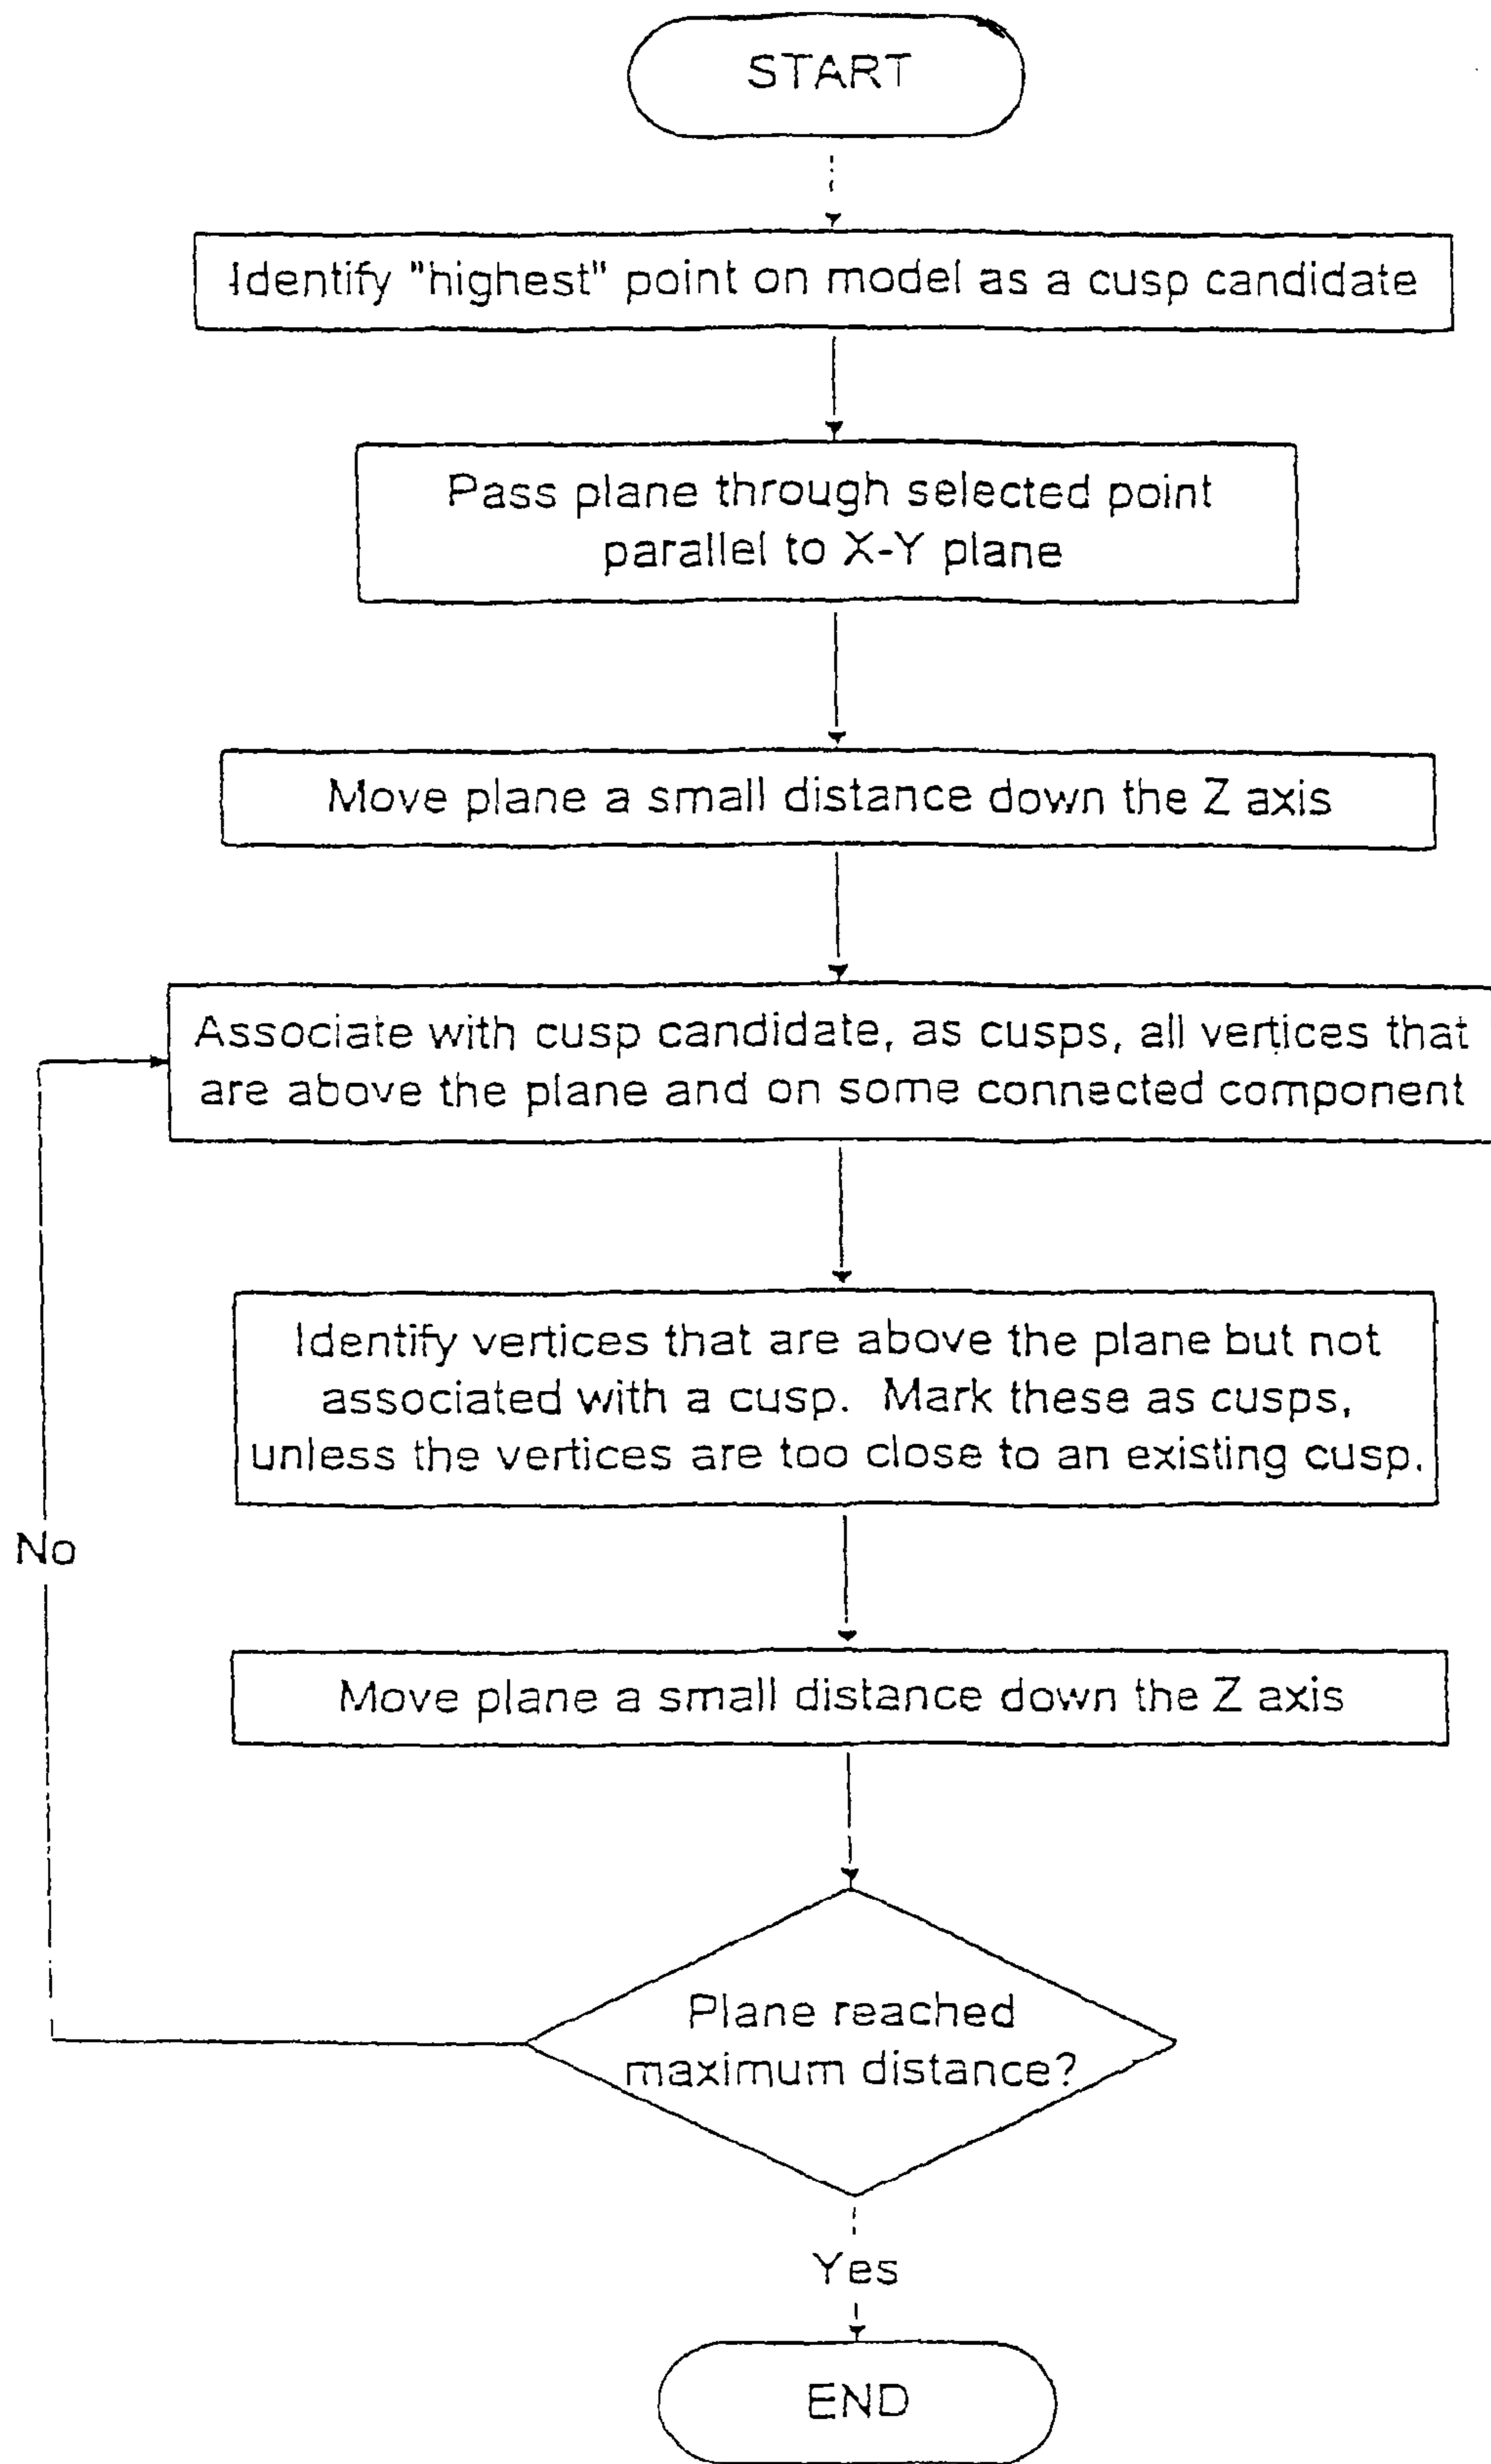 START
Identify "highest" point on model as a cusp candidate
Pass plane through selected point
parallel to X-Y plane
Move plane a small distance down the Z axis
Associate with cusp candidate, as cusps, all vertices that
are above the plane and on some connected component
Identify vertices that are above the plane but not
associated with a cusp. Mark these as cusps,
unless the vertices are too close to an existing cusp.
No
Move plane a small distance down the Z axis
Plane reached
maximum distance?
Yes
END